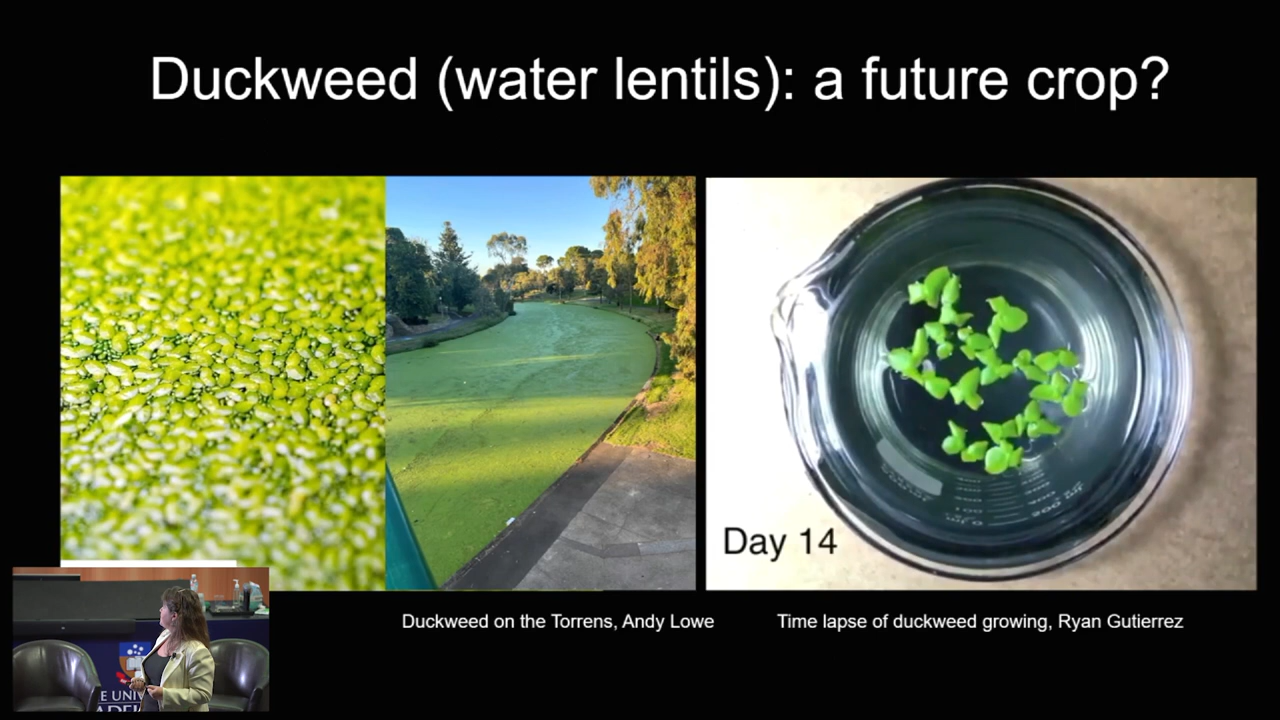 Duckweed (water lentils): a future crop?
Day 14
Duckweed on the Torrens, Andy Lowe
Time lapse of duckweed growing, Ryan Gutierrez
E UNIV